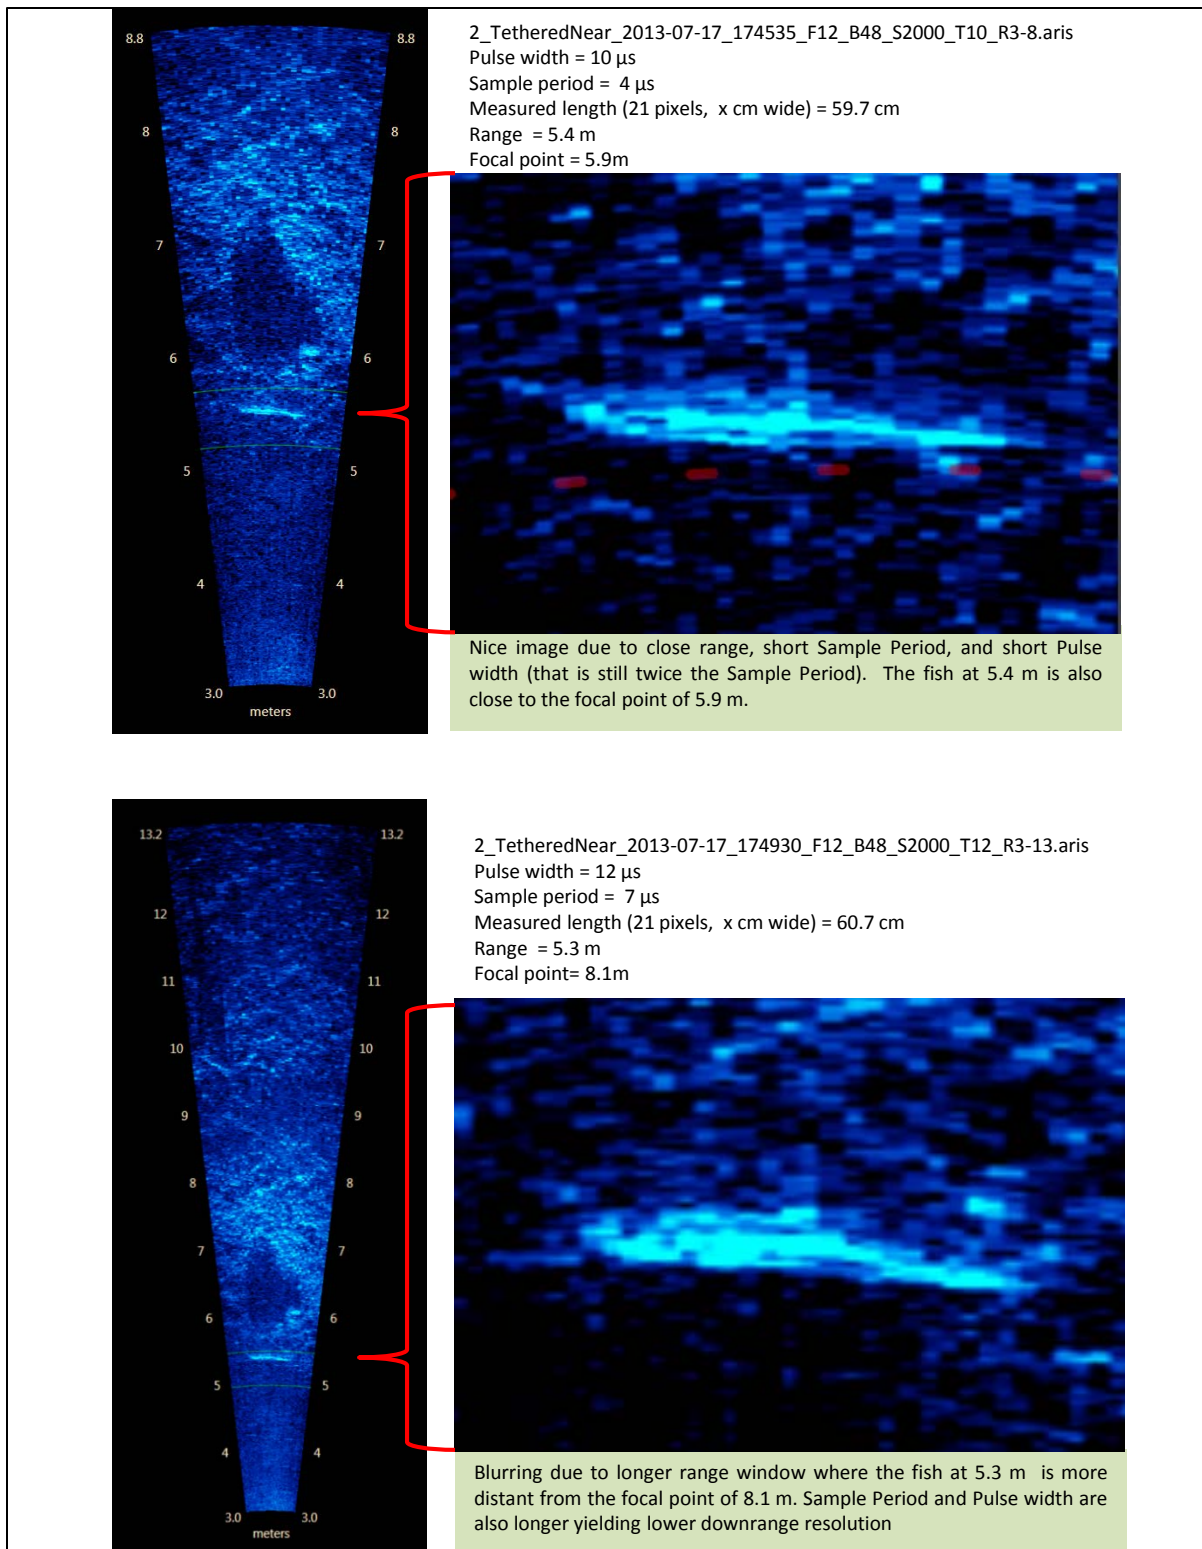 2_TetheredNear_2013-07-17_174535_F12_B48_S2000_T10_R3-8.aris
Pulse width = 10 µs
Sample period = 4 µs
Measured length (21 pixels, x cm wide) = 59.7 cm
Range = 5.4 m
Focal point = 5.9m
8.8 8.8
8 8
7 7
6 6
5 5
4 4
3.0 3.0
meters
Nice image due to close range, short Sample Period, and short Pulse
width (that is still twice the Sample Period). The fish at 5.4 m is also
close to the focal point of 5.9 m.
2_TetheredNear_2013-07-17_174930_F12_B48_S2000_T12_R3-13.aris
Pulse width = 12 µs
Sample period = 7 µs
Measured length (21 pixels, x cm wide) = 60.7 cm
Range = 5.3 m
Focal point= 8.1m
13.2 13.2
12 12
11 11
10 10
9 9
8 8
7 7
6 6
5 5
4 4
3.0 3.0
meters
Blurring due to longer range window where the fish at 5.3 m is more
distant from the focal point of 8.1 m. Sample Period and Pulse width are
also longer yielding lower downrange resolution